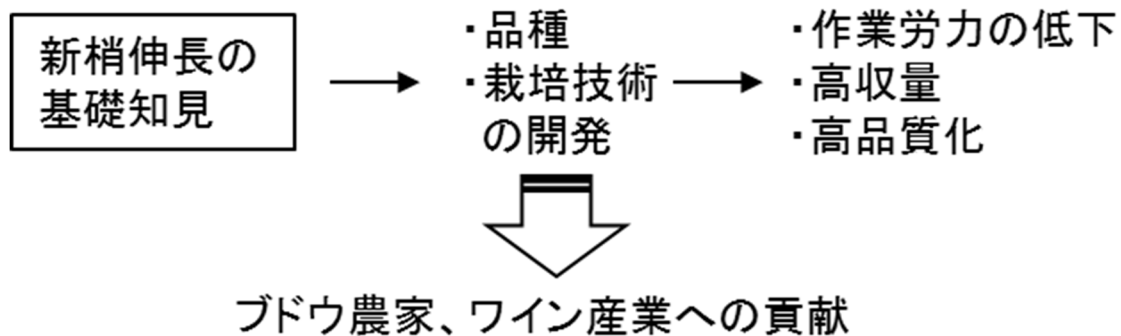 新梢伸長の
基礎知見
・品種
・栽培技術
の開発
・作業労力の低下
・高収量
・高品質化
ブドウ農家、ワイン産業への貢献